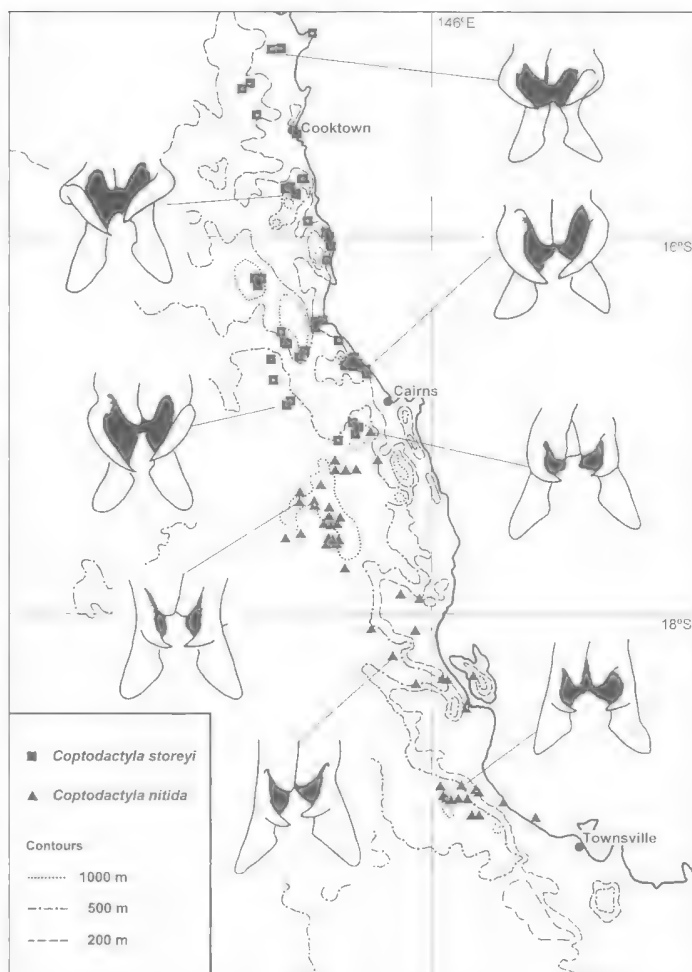 146°E
Cooktown
16°S
Cairns
18°S
Coptodactyla storeyi
Coptodactyla nitida
Contours
1000 m
500 m
200 m
Townsville